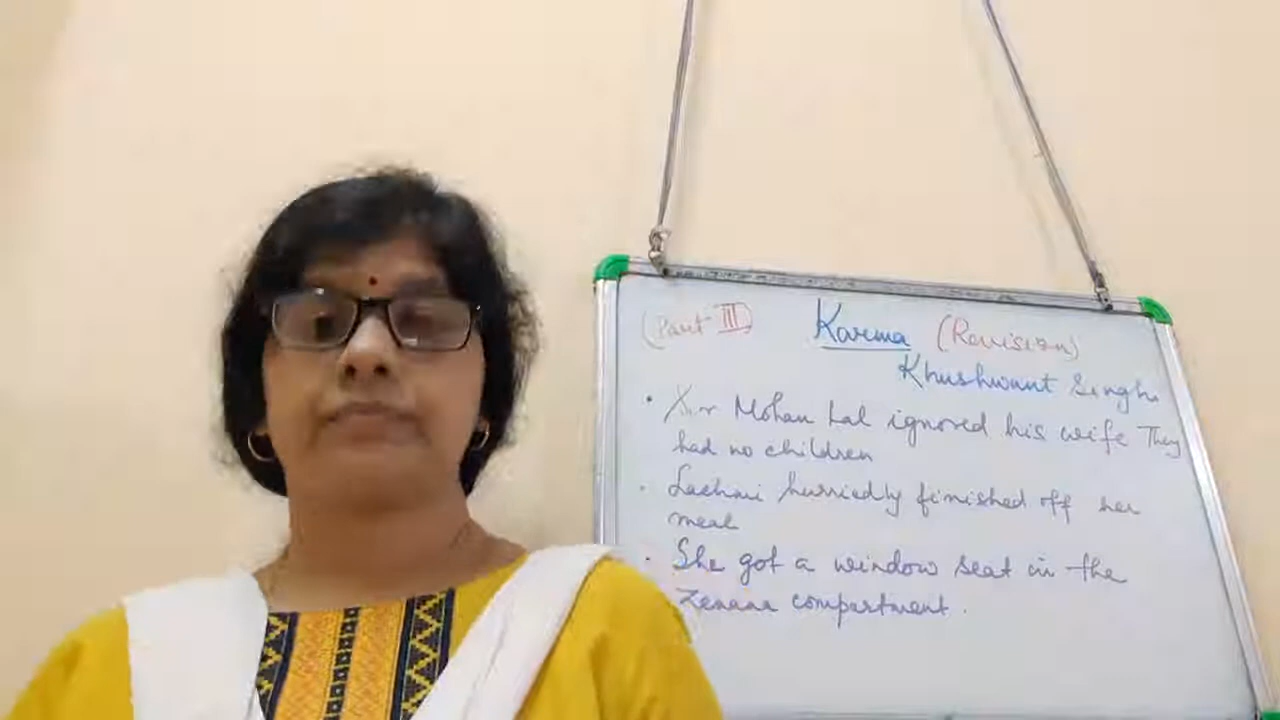 (Part III) Karma (Revision)
Khushwant Singh
• Sir Mohan Lal ignored his wife They
had no children
• Lachmi hurriedly finished off her
meal
• She got a window seat in the
Zenana compartment.